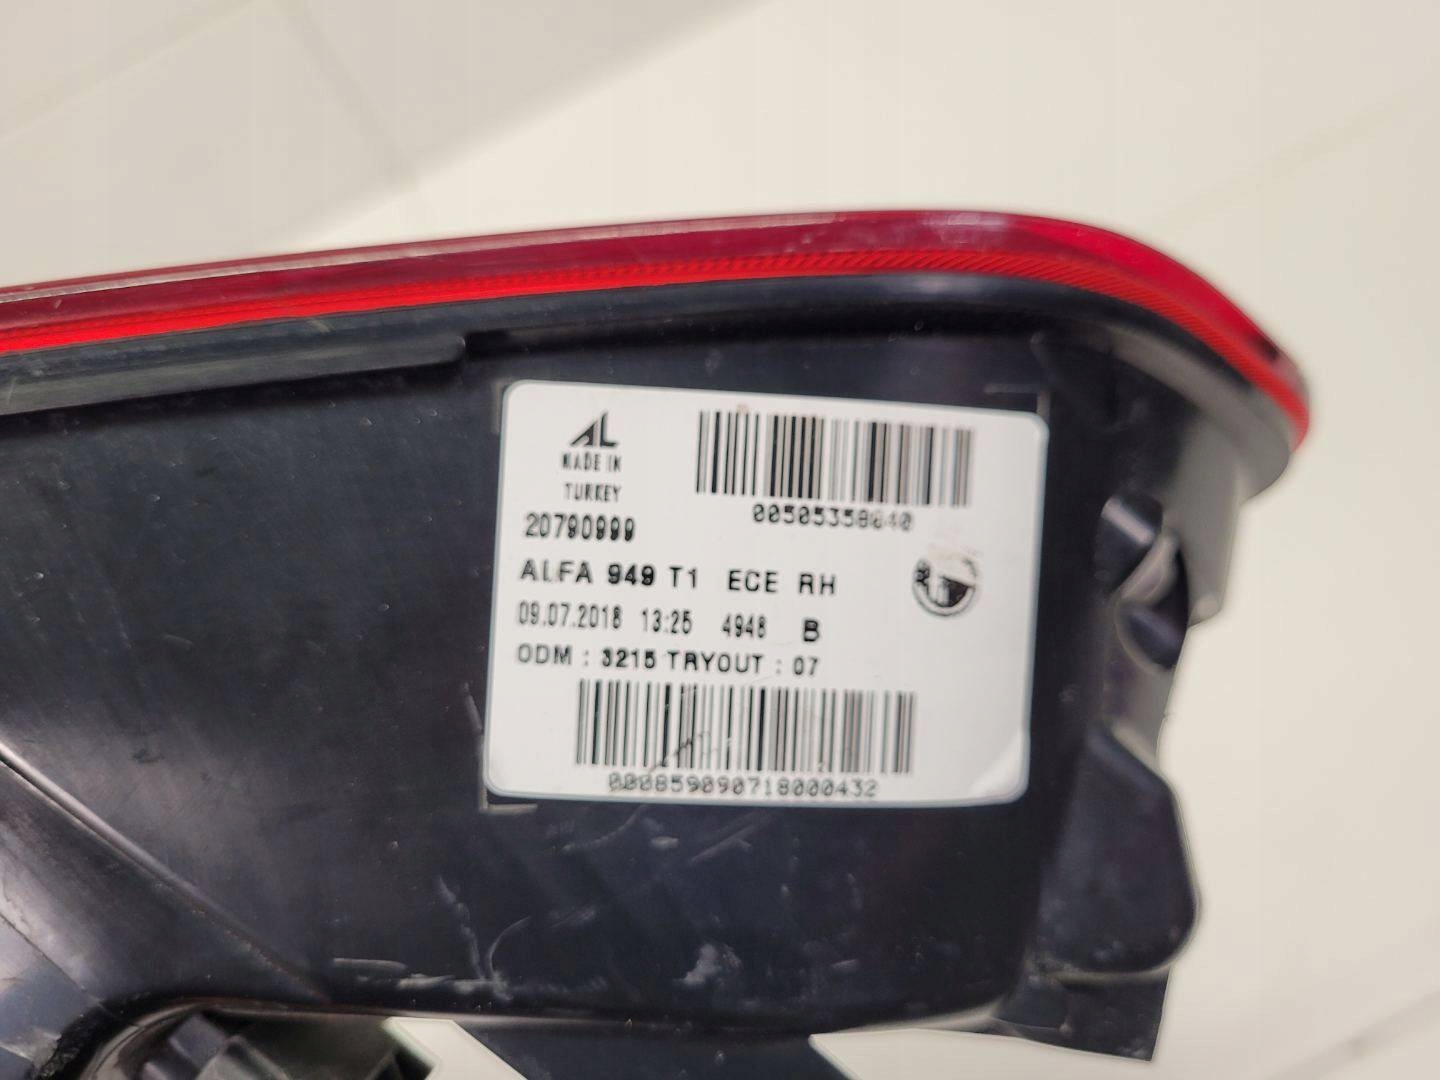 AL
MADE IN
TURKEY
00505358040
20790999
ALFA 949 T1 ECE RH
09.07.2018 13:25 4948 B
ODM : 3215 TRYOUT : 07
000859090718000432